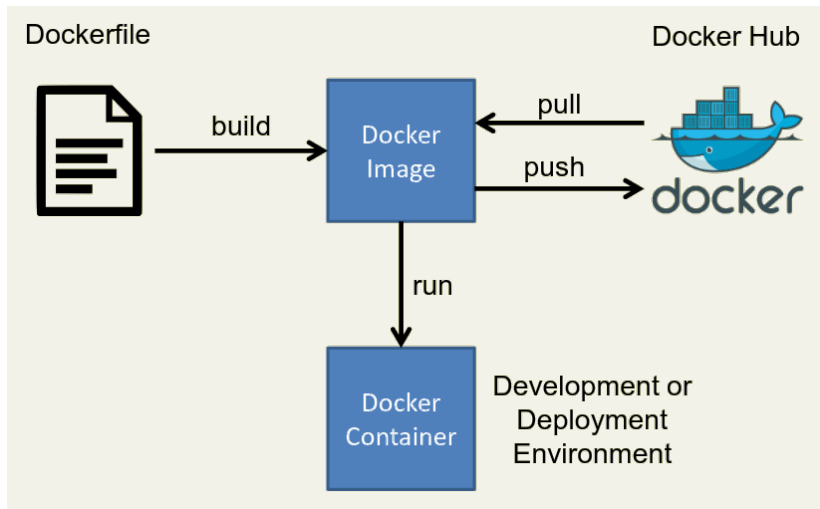 Dockerfile
Docker Hub
build
Docker
Image
pull
push
docker
run
Docker
Container
Development or
Deployment
Environment